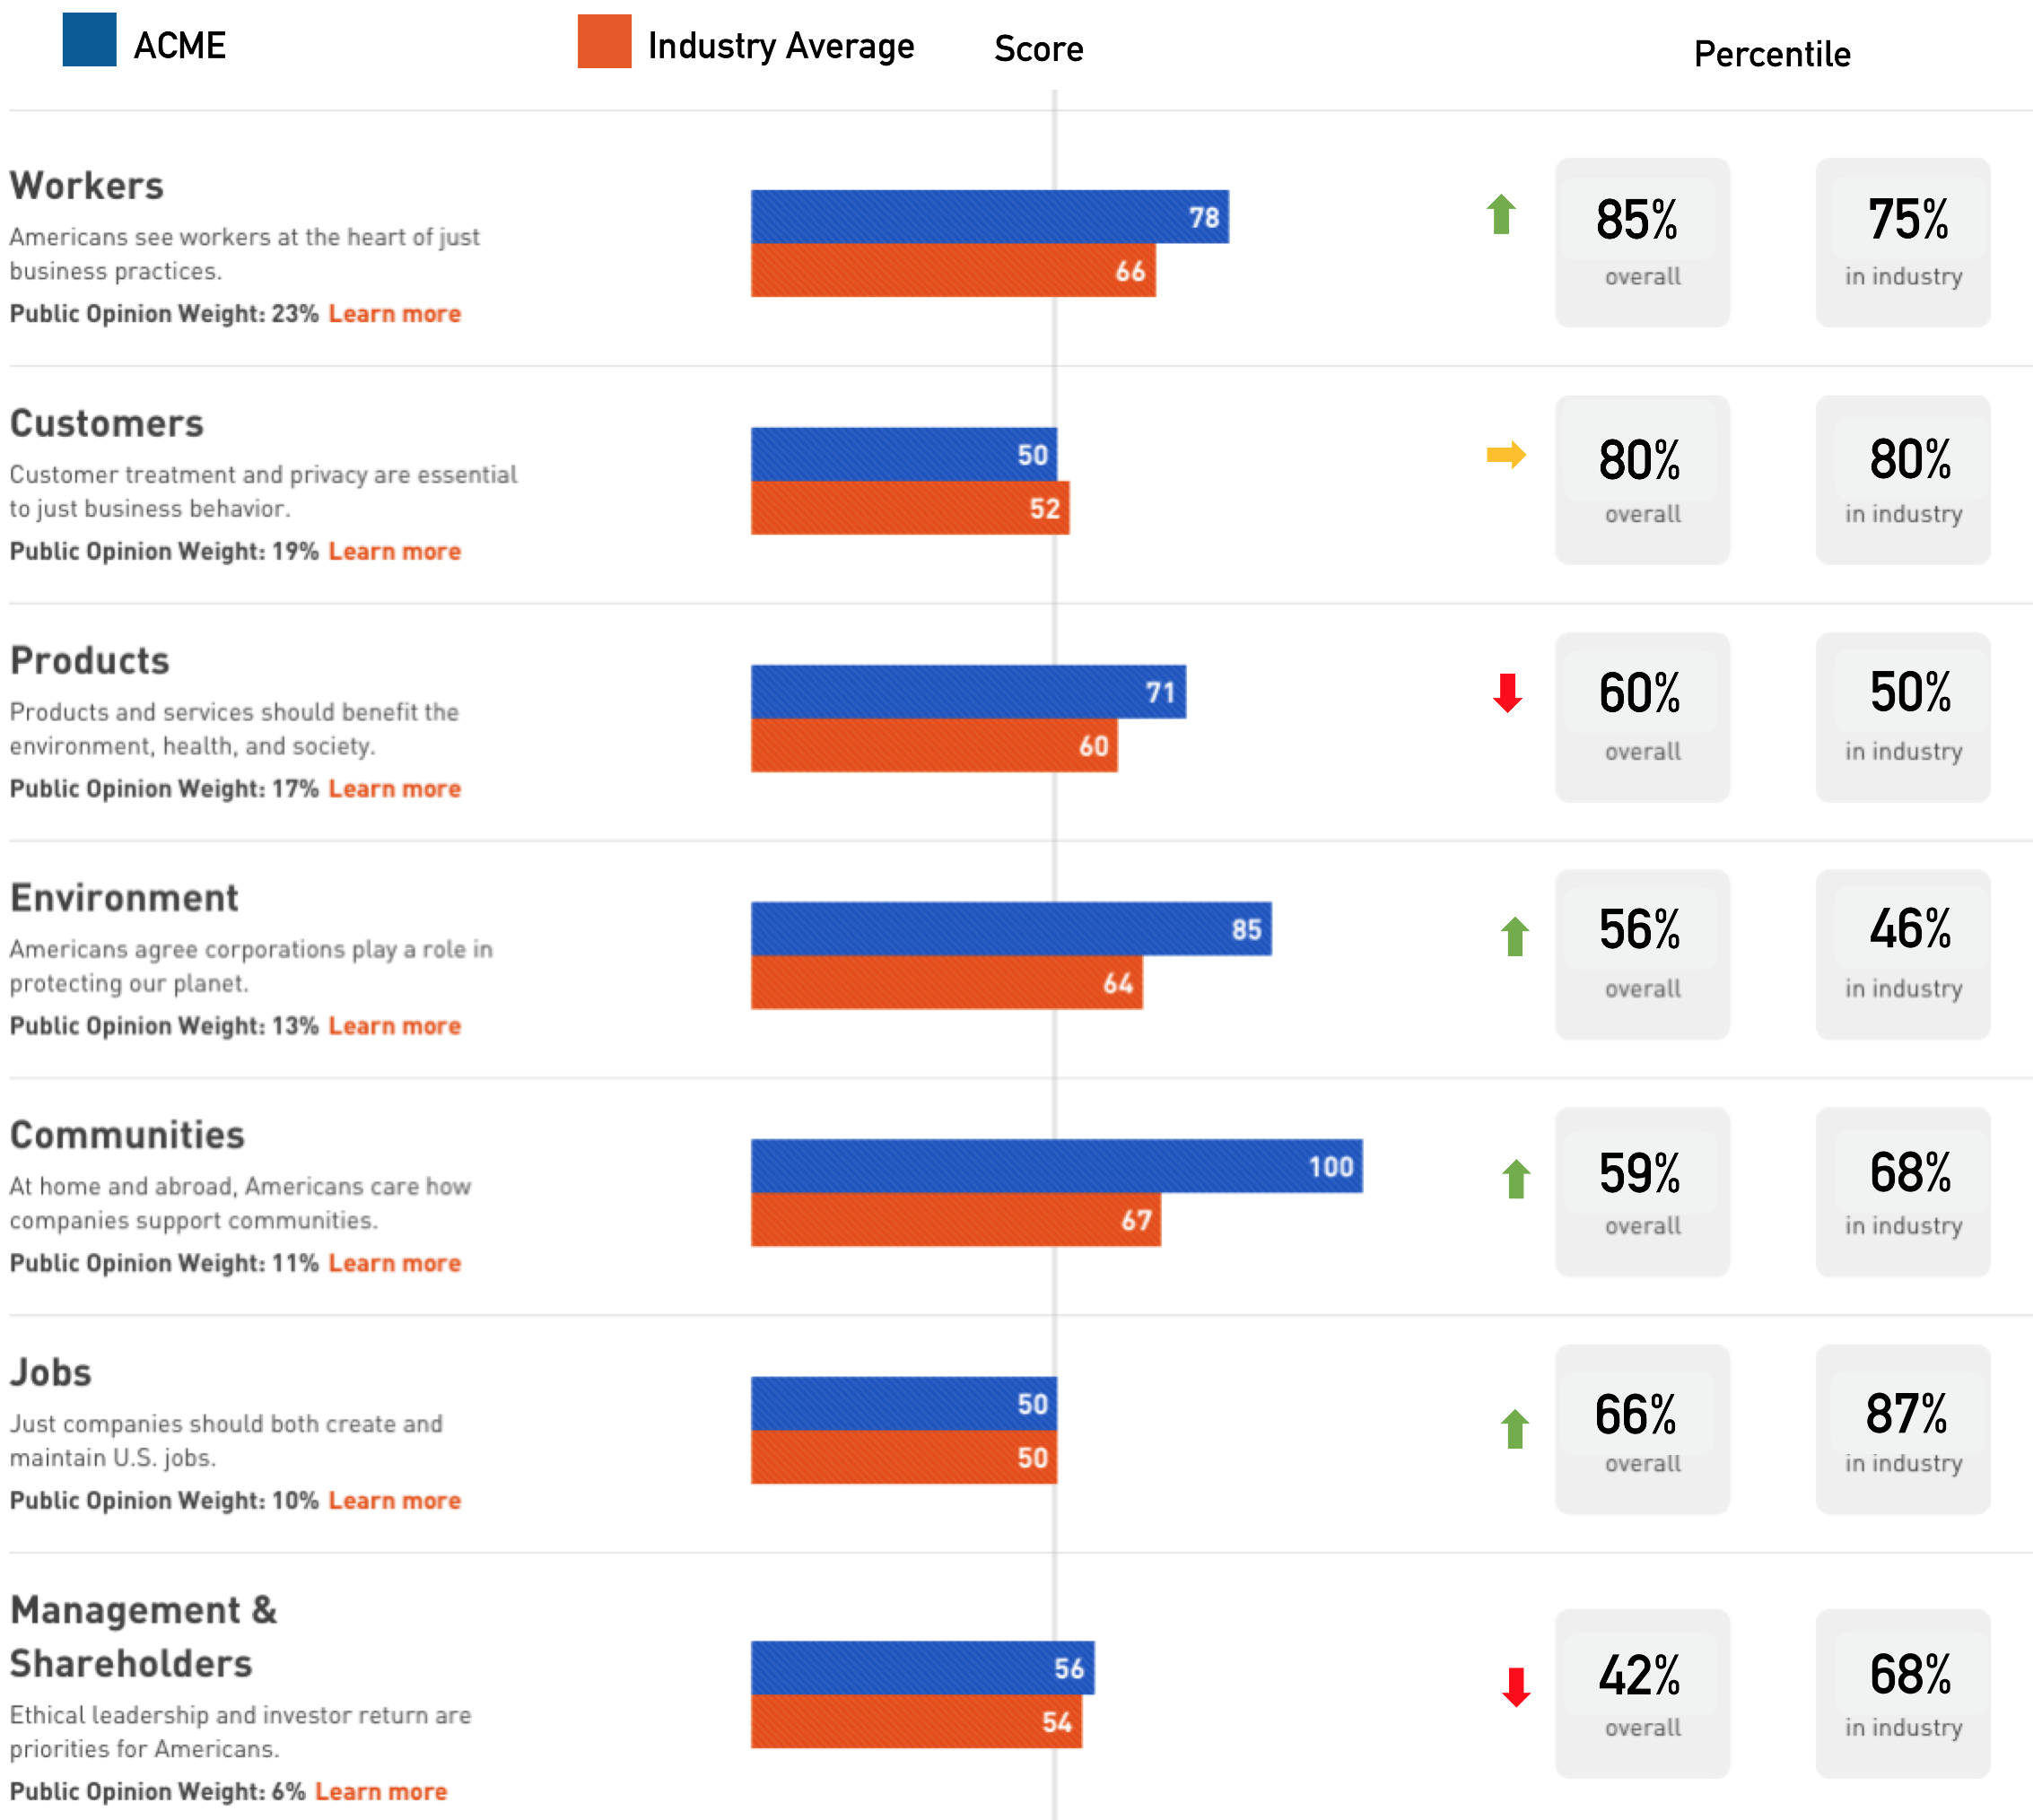 ACME
Industry Average
Score
Percentile
Workers
Americans see workers at the heart of just
business practices.
Public Opinion Weight: 23% Learn more
78
66
85%
overall
75%
in industry
Customers
Customer treatment and privacy are essential
to just business behavior.
Public Opinion Weight: 19% Learn more
50
52
80%
overall
80%
in industry
Products
Products and services should benefit the
environment, health, and society.
Public Opinion Weight: 17% Learn more
71
60
60%
overall
50%
in industry
Environment
Americans agree corporations play a role in
protecting our planet.
Public Opinion Weight: 13% Learn more
85
64
56%
overall
46%
in industry
Communities
At home and abroad, Americans care how
companies support communities.
Public Opinion Weight: 11% Learn more
100
67
59%
overall
68%
in industry
Jobs
Just companies should both create and
maintain U.S. jobs.
Public Opinion Weight: 10% Learn more
50
50
66%
overall
87%
in industry
Management &
Shareholders
Ethical leadership and investor return are
priorities for Americans.
Public Opinion Weight: 6% Learn more
56
54
42%
overall
68%
in industry